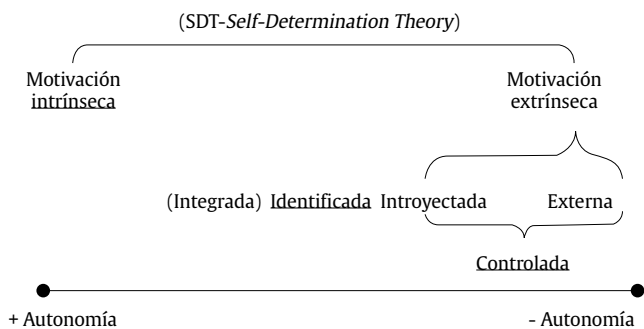 (SDT-Self-Determination Theory)
Motivación
intrínseca
Motivación
extrínseca
(Integrada) Identificada Introyectada Externa
Controlada
+ Autonomía - Autonomía